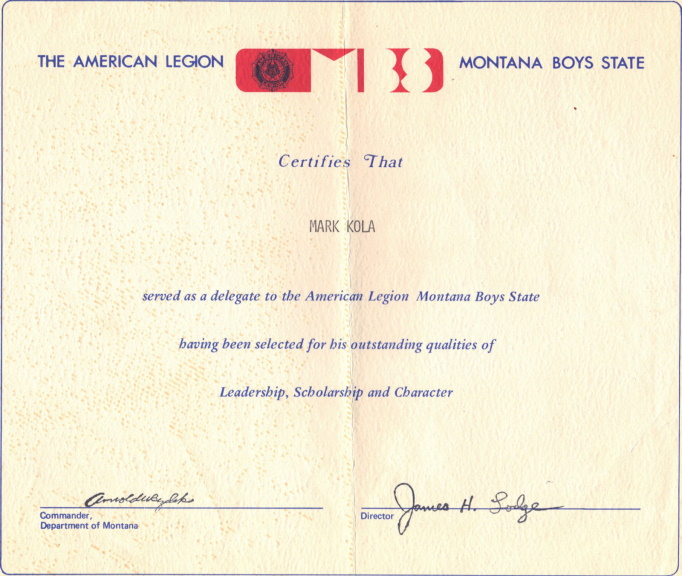 THE AMERICAN LEGION MBS MONTANA BOYS STATE
Certifies That
MARK KOLA
served as a delegate to the American Legion Montana Boys State
having been selected for his outstanding qualities of
Leadership, Scholarship and Character
James H. Lodge
Commander,
Department of Montana
Director